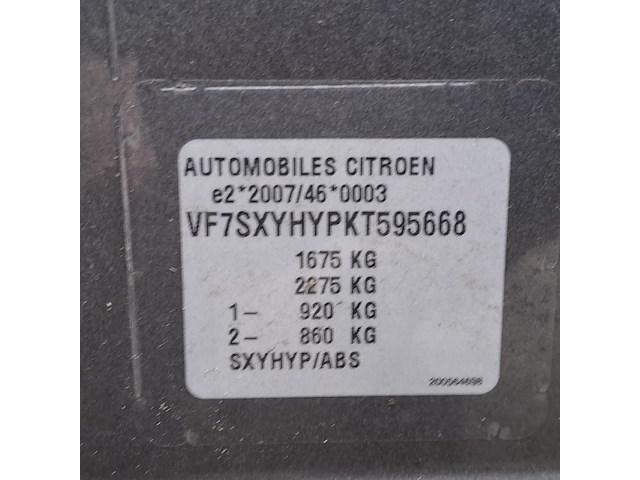 AUTOMOBILES CITROEN
e2*2007/46*0003
VF7SXYHYPKT595668
1675 KG
2275 KG
1- 920 KG
2- 860 KG
SXYHYP/ABS
200564698